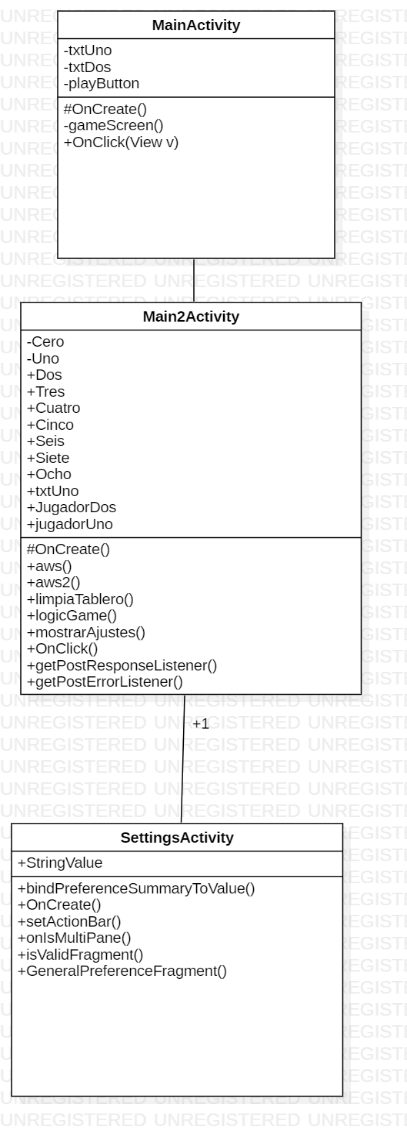 MainActivity
-txtUno
-txtDos
-playButton
#OnCreate()
-gameScreen()
+OnClick(View v)
Main2Activity
-Cero
-Uno
+Dos
+Tres
+Cuatro
+Cinco
+Seis
+Siete
+Ocho
+txtUno
+JugadorDos
+jugadorUno
#OnCreate()
+aws()
+aws2()
+limpiaTablero()
+logicGame()
+mostrarAjustes()
+OnClick()
+getPostResponseListener()
+getPostErrorListener()
+1
SettingsActivity
+StringValue
+bindPreferenceSummaryToValue()
+OnCreate()
+setActionBar()
+onIsMultiPane()
+isValidFragment()
+GeneralPreferenceFragment()
UNREGISTERED UNREGISTERED UNREGISTERED